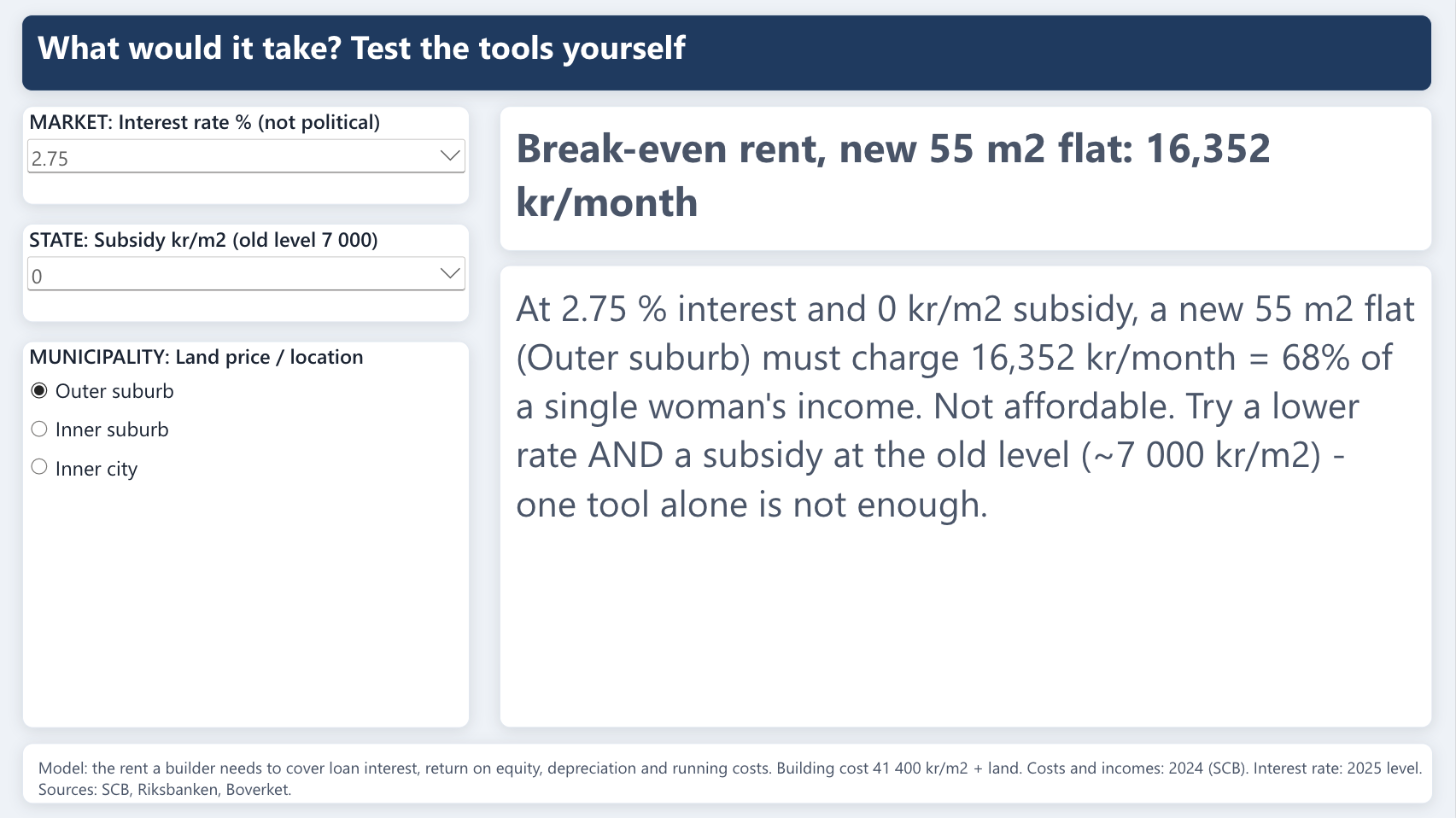 What would it take? Test the tools yourself
MARKET: Interest rate % (not political)
2.75
STATE: Subsidy kr/m2 (old level 7 000)
0
MUNICIPALITY: Land price / location
Outer suburb
Inner suburb
Inner city
Break-even rent, new 55 m2 flat: 16,352
kr/month
At 2.75 % interest and 0 kr/m2 subsidy, a new 55 m2 flat
(Outer suburb) must charge 16,352 kr/month = 68% of
a single woman's income. Not affordable. Try a lower
rate AND a subsidy at the old level (~7 000 kr/m2) -
one tool alone is not enough.
Model: the rent a builder needs to cover loan interest, return on equity, depreciation and running costs. Building cost 41 400 kr/m2 + land. Costs and incomes: 2024 (SCB). Interest rate: 2025 level.
Sources: SCB, Riksbanken, Boverket.